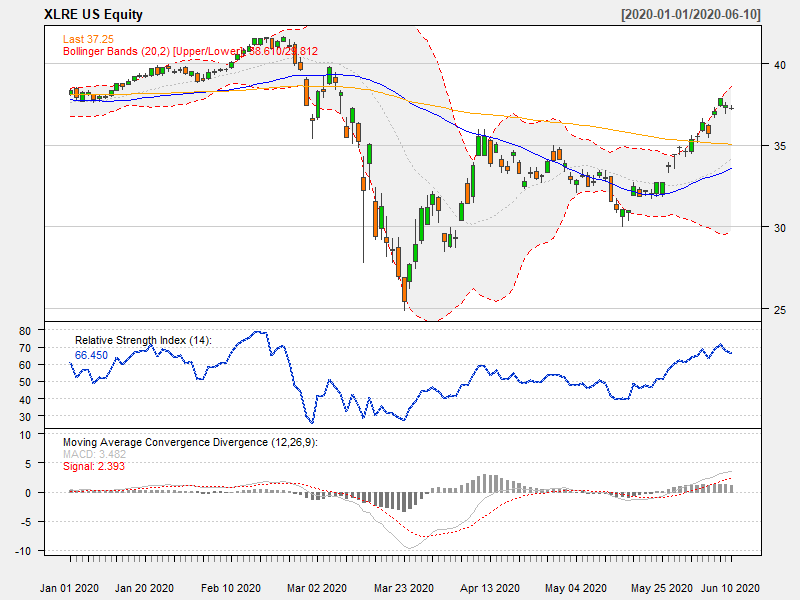 XLRE US Equity [2020-01-01/2020-06-10]
Last 37.25
Bollinger Bands (20,2) [Upper/Lower]: 38.610/29.812
40
35
30
25
Relative Strength Index (14):
66.450
80
70
60
50
40
30
Moving Average Convergence Divergence (12,26,9):
MACD: 3.482
Signal: 2.393
10
5
0
-5
-10
Jan 01 2020 Jan 20 2020 Feb 10 2020 Mar 02 2020 Mar 23 2020 Apr 13 2020 May 04 2020 May 25 2020 Jun 10 2020